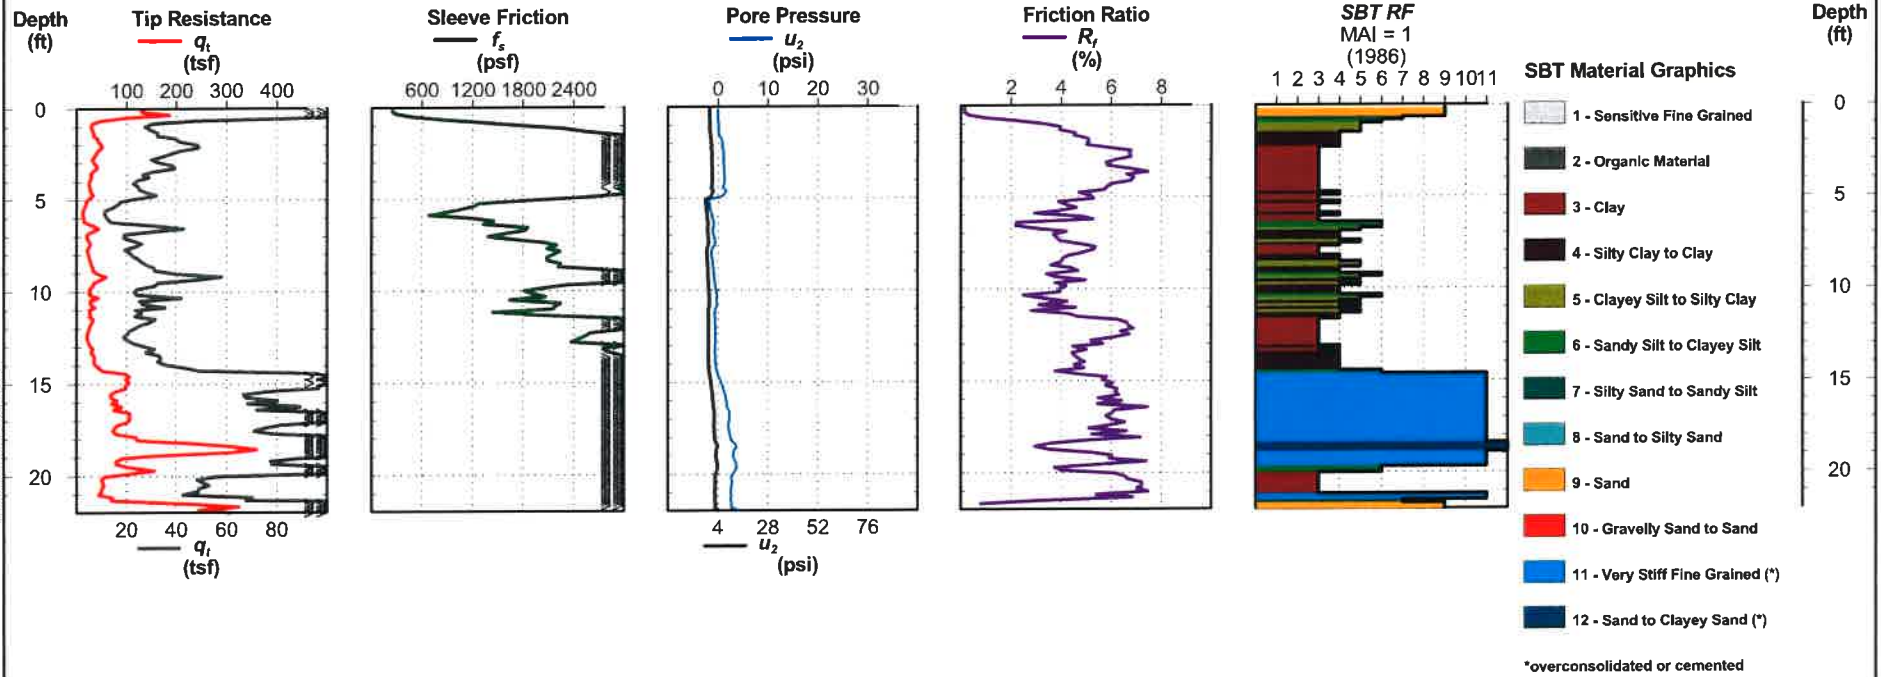 Depth
(ft)
Tip Resistance
qt
(tsf)
Sleeve Friction
fs
(psf)
Pore Pressure
u2
(psi)
Friction Ratio
Rf
(%)
SBT RF
MAI = 1
(1986)
Depth
(ft)
100 200 300 400
600 1200 1800 2400
0 10 20 30
2 4 6 8
1 2 3 4 5 6 7 8 9 10 11
0
5
10
15
20
20 40 60 80
qt
(tsf)
4 28 52 76
u2
(psi)
SBT Material Graphics
1 - Sensitive Fine Grained
2 - Organic Material
3 - Clay
4 - Silty Clay to Clay
5 - Clayey Silt to Silty Clay
6 - Sandy Silt to Clayey Silt
7 - Silty Sand to Sandy Silt
8 - Sand to Silty Sand
9 - Sand
10 - Gravelly Sand to Sand
11 - Very Stiff Fine Grained (*)
12 - Sand to Clayey Sand (*)
*overconsolidated or cemented
0
5
10
15
20